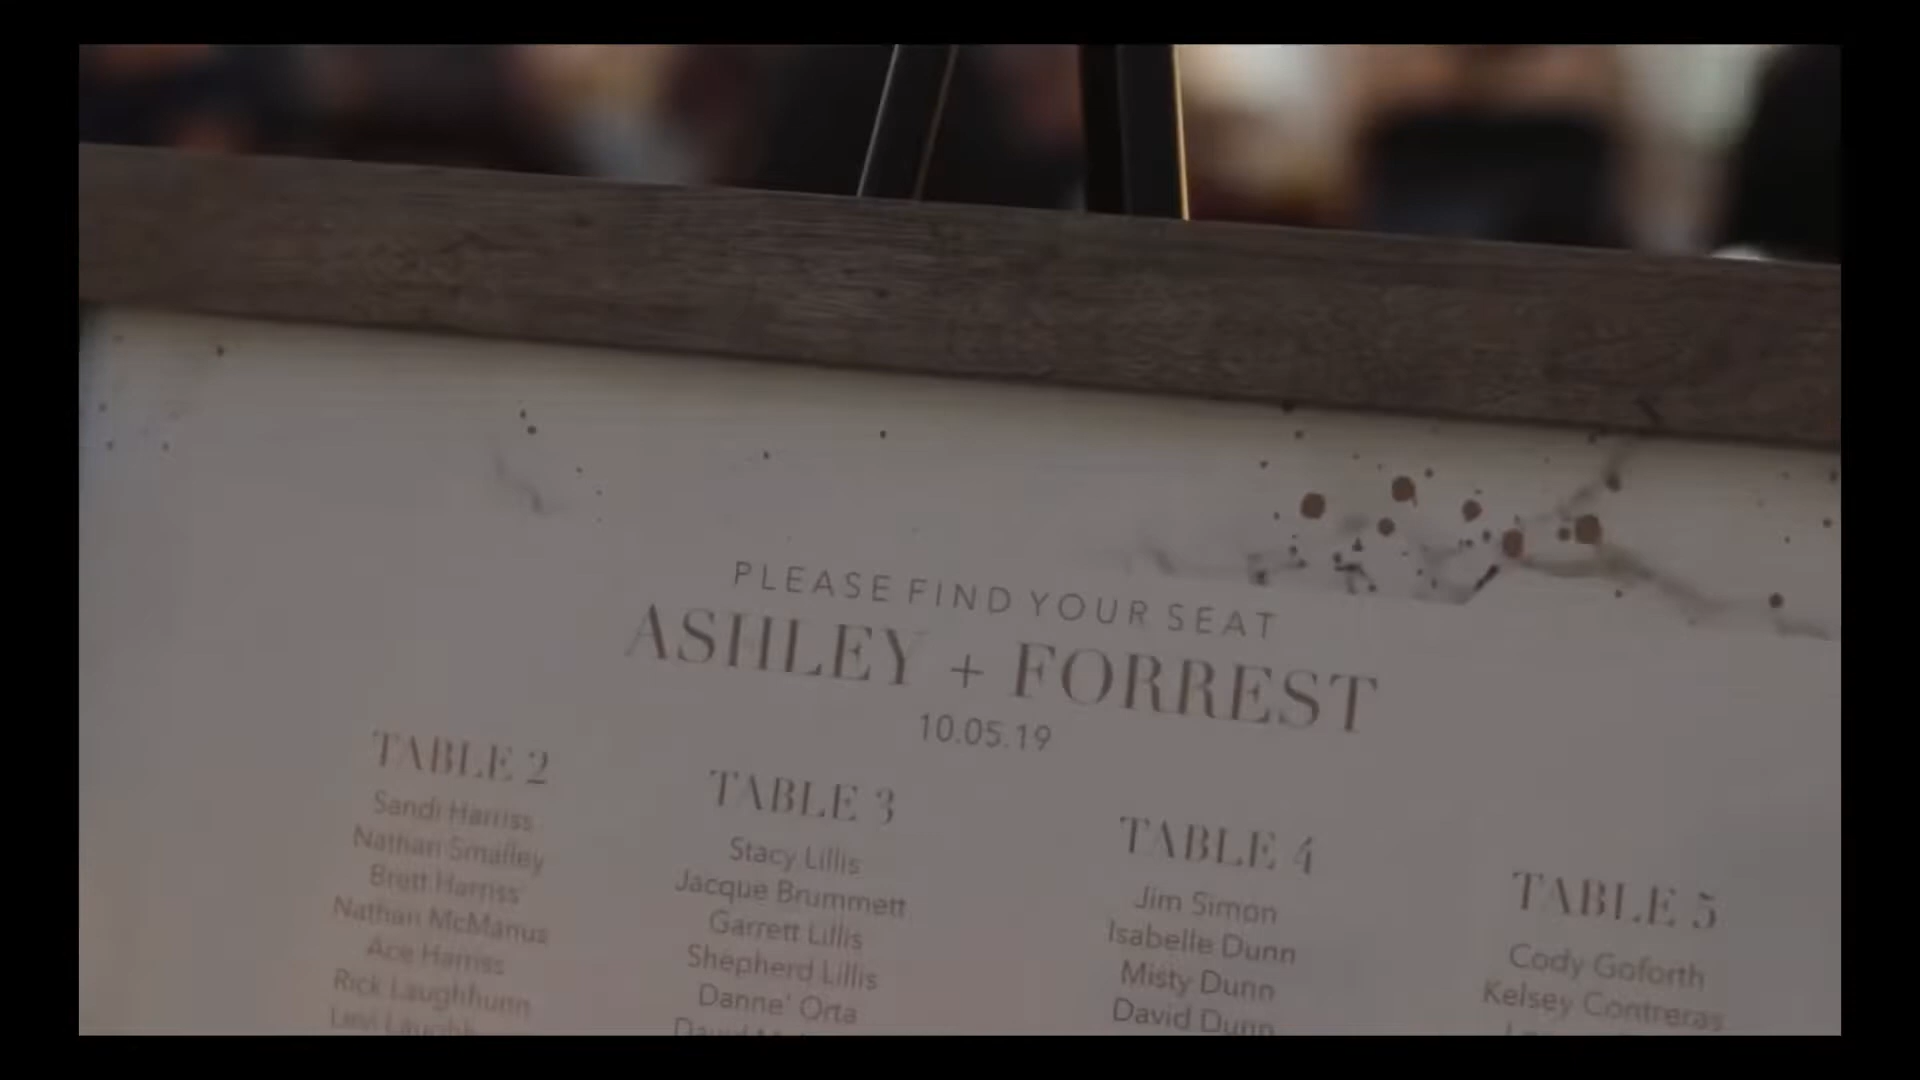 PLEASE FIND YOUR SEAT
ASHLEY + FORREST
10.05.19
TABLE 2
Sandi Harriss
Nathan Smalley
Brett Harriss
Nathan McManus
Ace Harriss
Rick Laughhunn
Levi
TABLE 3
Stacy Lillis
Jacque Brummett
Garrett Lillis
Shepherd Lillis
Danne' Orta
David
TABLE 4
Jim Simon
Isabelle Dunn
Misty Dunn
David Dunn
TABLE 5
Cody Goforth
Kelsey Contreras